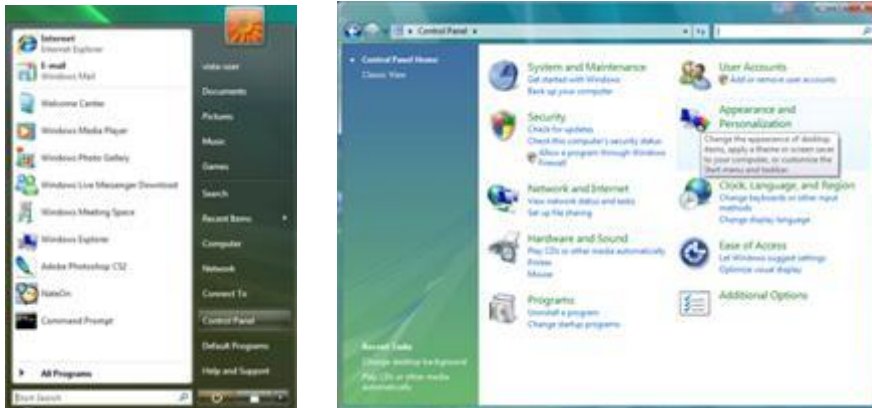 Internet
Internet Explorer
E-mail
Windows Mail
Welcome Center
Windows Media Player
Windows Photo Gallery
Windows Live Messenger Download
Windows Meeting Space
Windows Explorer
Adobe Photoshop CS2
NateOn
Command Prompt
All Programs
Start Search
vista user
Documents
Pictures
Music
Games
Search
Recent Items
Computer
Network
Connect To
Control Panel
Default Programs
Help and Support
Control Panel
Control Panel Home
Classic View
System and Maintenance
Get started with Windows
Back up your computer
Security
Check for updates
Check this computer's security status
Allow a program through Windows
Firewall
Network and Internet
View network status and tasks
Set up file sharing
Hardware and Sound
Play CDs or other media automatically
Printer
Mouse
Programs
Uninstall a program
Change startup programs
User Accounts
Add or remove user accounts
Appearance and
Personalization
Change the appearance of desktop
items, apply a theme or screen saver
to your computer, or customize the
Start menu and taskbar.
Clock, Language, and Region
Change keyboards or other input
methods
Change display language
Ease of Access
Let Windows suggest settings
Optimize visual display
Additional Options
Recent Tasks
Change desktop background
Play CDs or other media
automatically